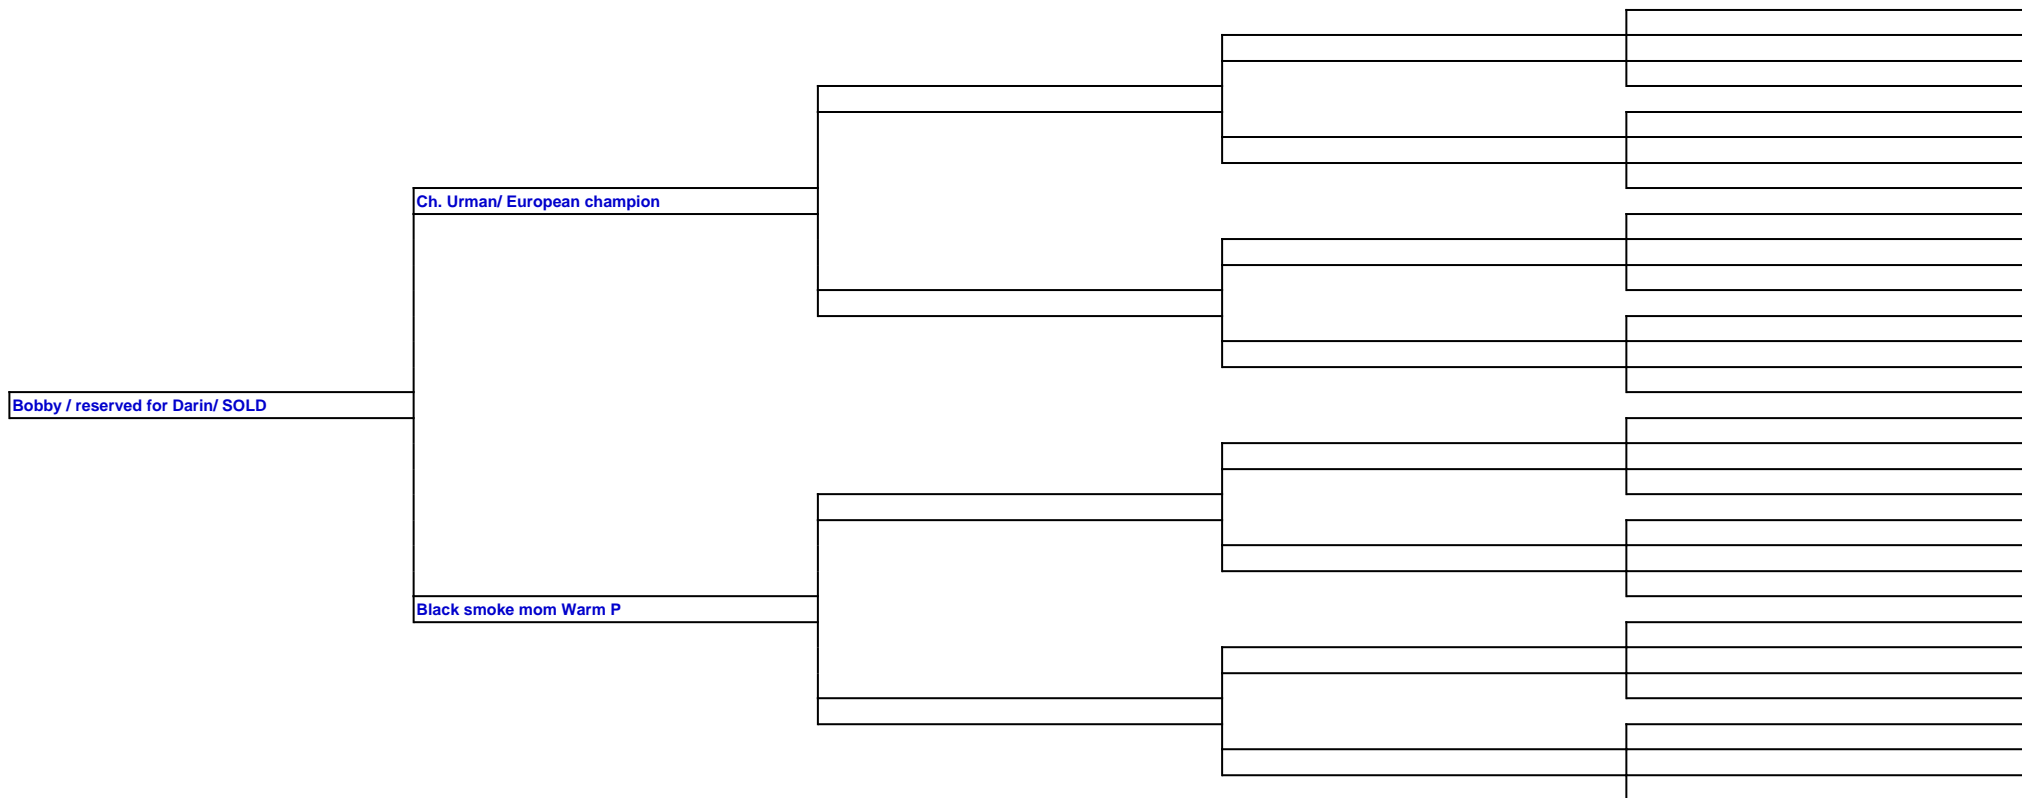 Ch. Urman/ European champion
Bobby / reserved for Darin/ SOLD
Black smoke mom Warm P